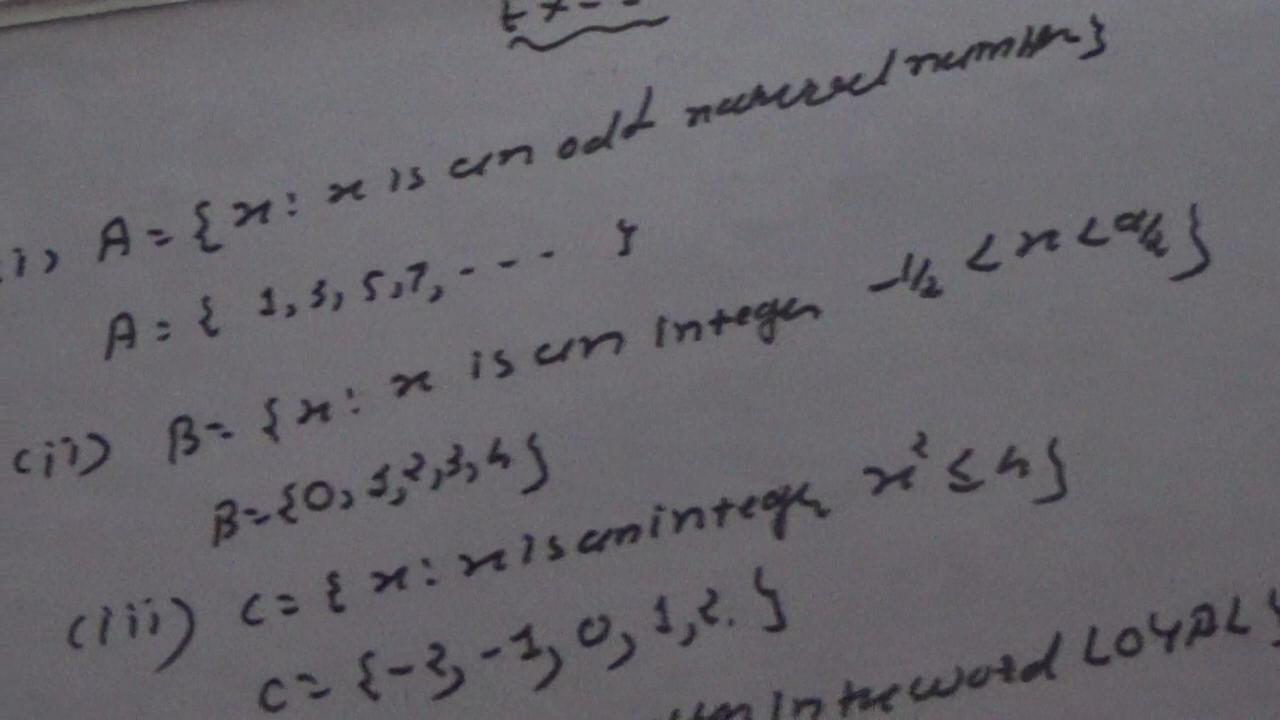 (i) A = {x: x is an odd natural number}
A = { 1, 3, 5, 7, - - - }
(ii) B = {x: x is an integer -1/2 < x < 9/2}
B = {0, 1, 2, 3, 4}
(iii) C = {x: x is an integer x² ≤ 4}
C = {-2, -1, 0, 1, 2. }
in the word LOYAL}